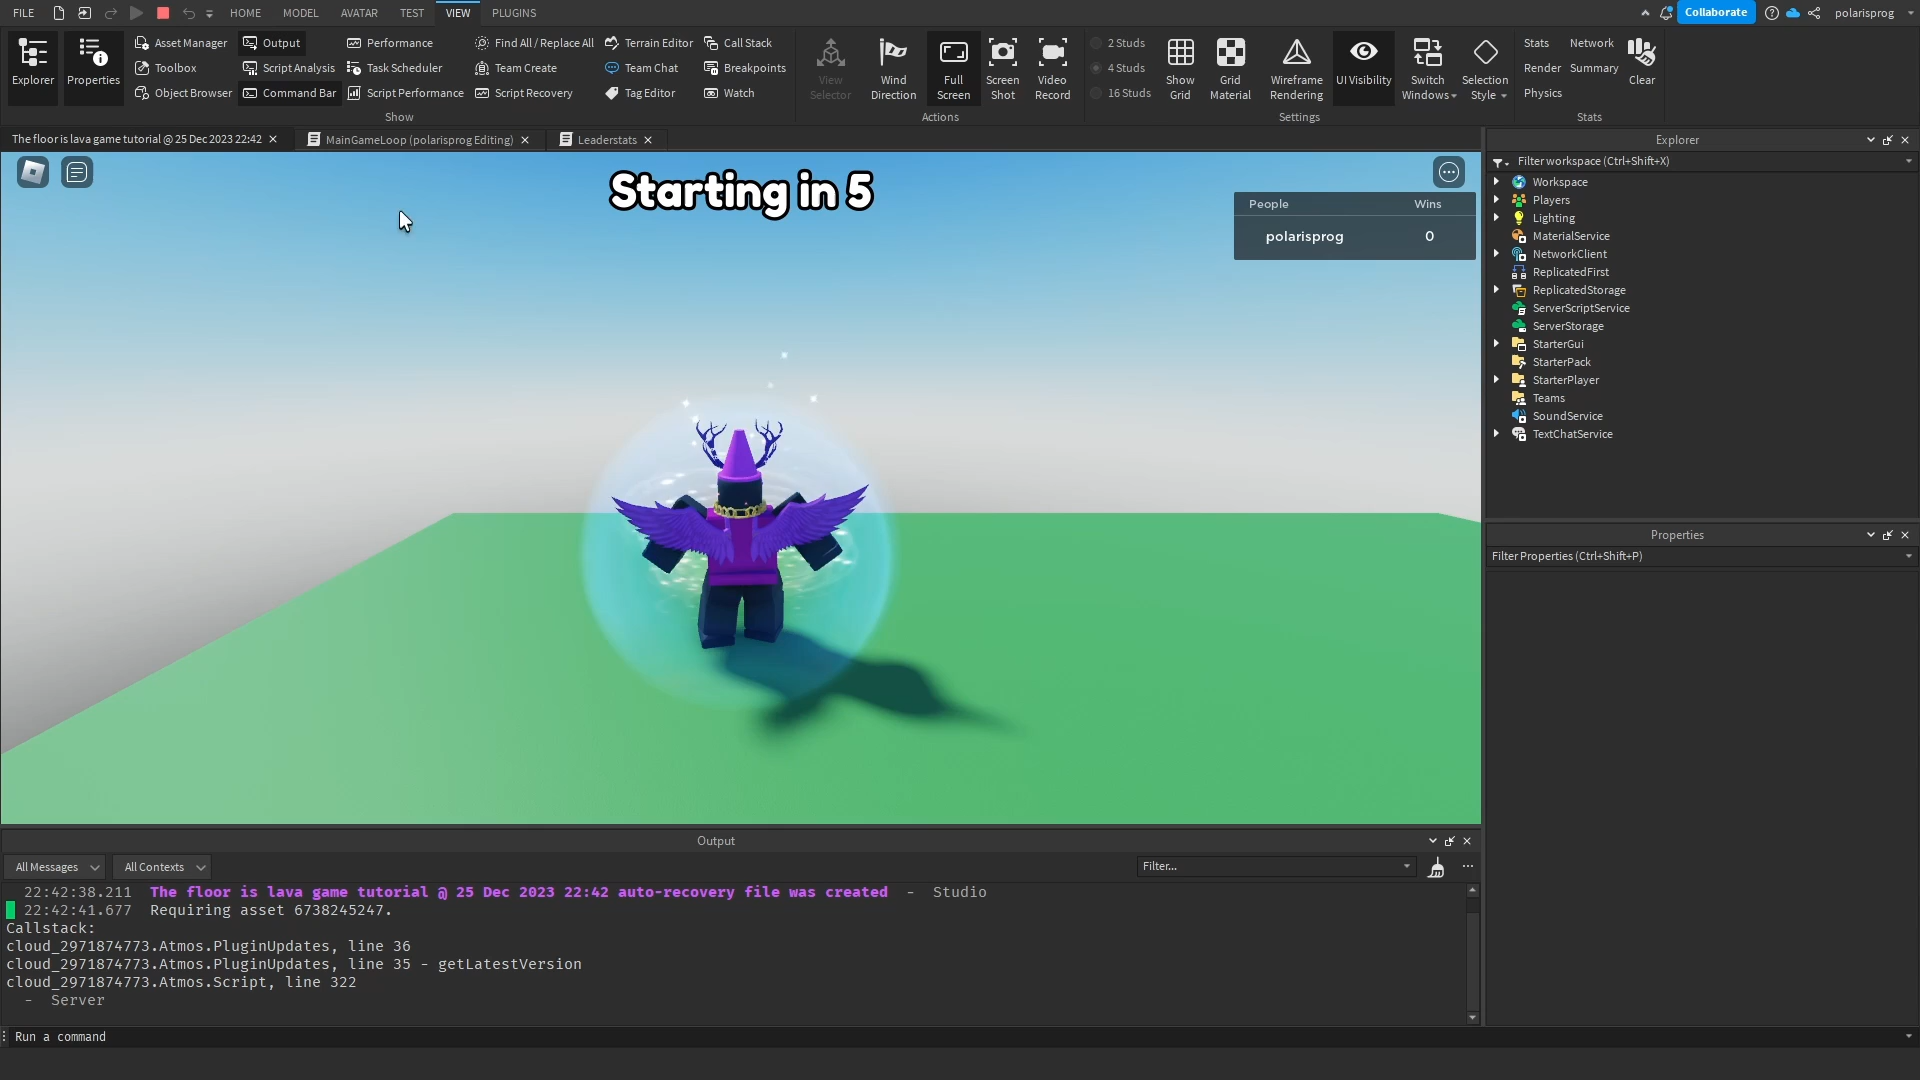 FILE HOME MODEL AVATAR TEST VIEW PLUGINS Collaborate polarisprog
Explorer
Properties
Asset Manager
Toolbox
Object Browser
Output
Script Analysis
Command Bar
Performance
Task Scheduler
Script Performance
Find All / Replace All
Team Create
Script Recovery
Terrain Editor
Team Chat
Tag Editor
Call Stack
Breakpoints
Watch
Show
View
Selector
Wind
Direction
Full
Screen
Screen
Shot
Video
Record
Actions
2 Studs
4 Studs
16 Studs
Show
Grid
Grid
Material
Wireframe
Rendering
UI Visibility
Switch
Windows
Selection
Style
Settings
Stats
Render
Physics
Network
Summary
Clear
Stats
The floor is lava game tutorial @ 25 Dec 2023 22:42
MainGameLoop (polarisprog Editing)
Leaderstats
Starting in 5
People Wins
polarisprog 0
Explorer
Filter workspace (Ctrl+Shift+X)
Workspace
Players
Lighting
MaterialService
NetworkClient
ReplicatedFirst
ReplicatedStorage
ServerScriptService
ServerStorage
StarterGui
StarterPack
StarterPlayer
Teams
SoundService
TextChatService
Properties
Filter Properties (Ctrl+Shift+P)
Output
All Messages All Contexts Filter...
22:42:38.211 The floor is lava game tutorial @ 25 Dec 2023 22:42 auto-recovery file was created - Studio
22:42:41.677 Requiring asset 6738245247.
Callstack:
cloud_2971874773.Atmos.PluginUpdates, line 36
cloud_2971874773.Atmos.PluginUpdates, line 35 - getLatestVersion
cloud_2971874773.Atmos.Script, line 322
- Server
Run a command